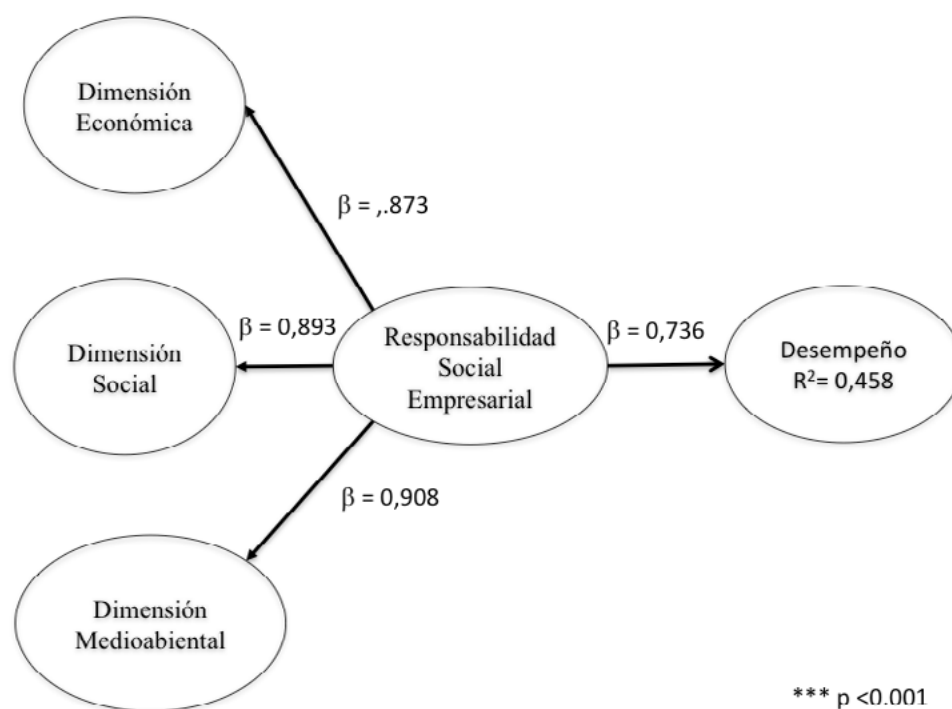 Dimensión
Económica
β = ,.873
Dimensión
Social
β = 0,893
Responsabilidad
Social
Empresarial
β = 0,736
Desempeño
R²= 0,458
β = 0,908
Dimensión
Medioabiental
*** p <0.001